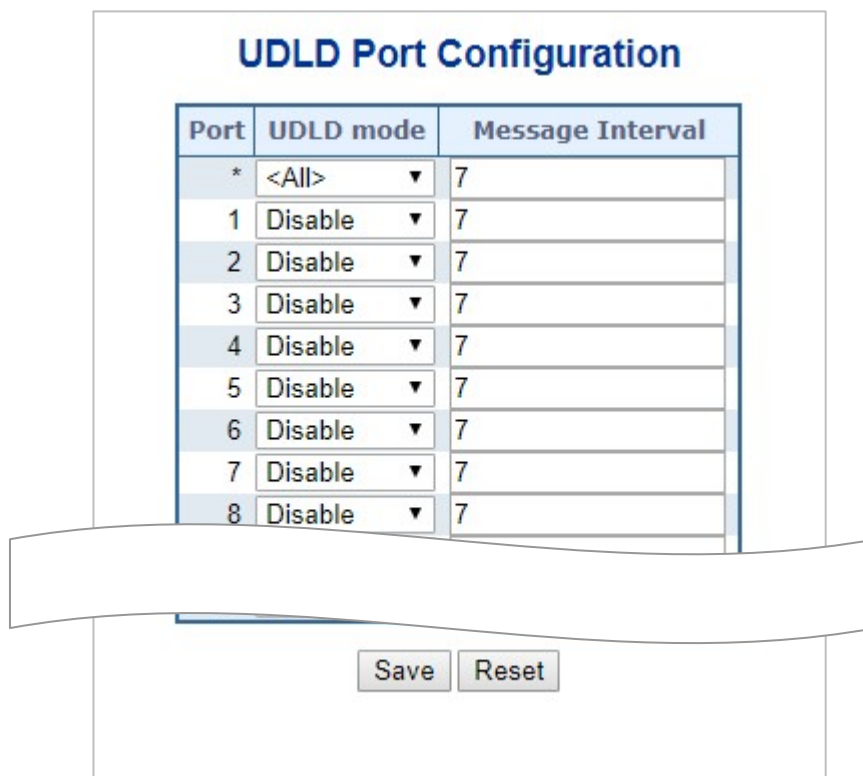 UDLD Port Configuration
Port UDLD mode Message Interval
* <All> 7
1 Disable 7
2 Disable 7
3 Disable 7
4 Disable 7
5 Disable 7
6 Disable 7
7 Disable 7
8 Disable 7
Save Reset